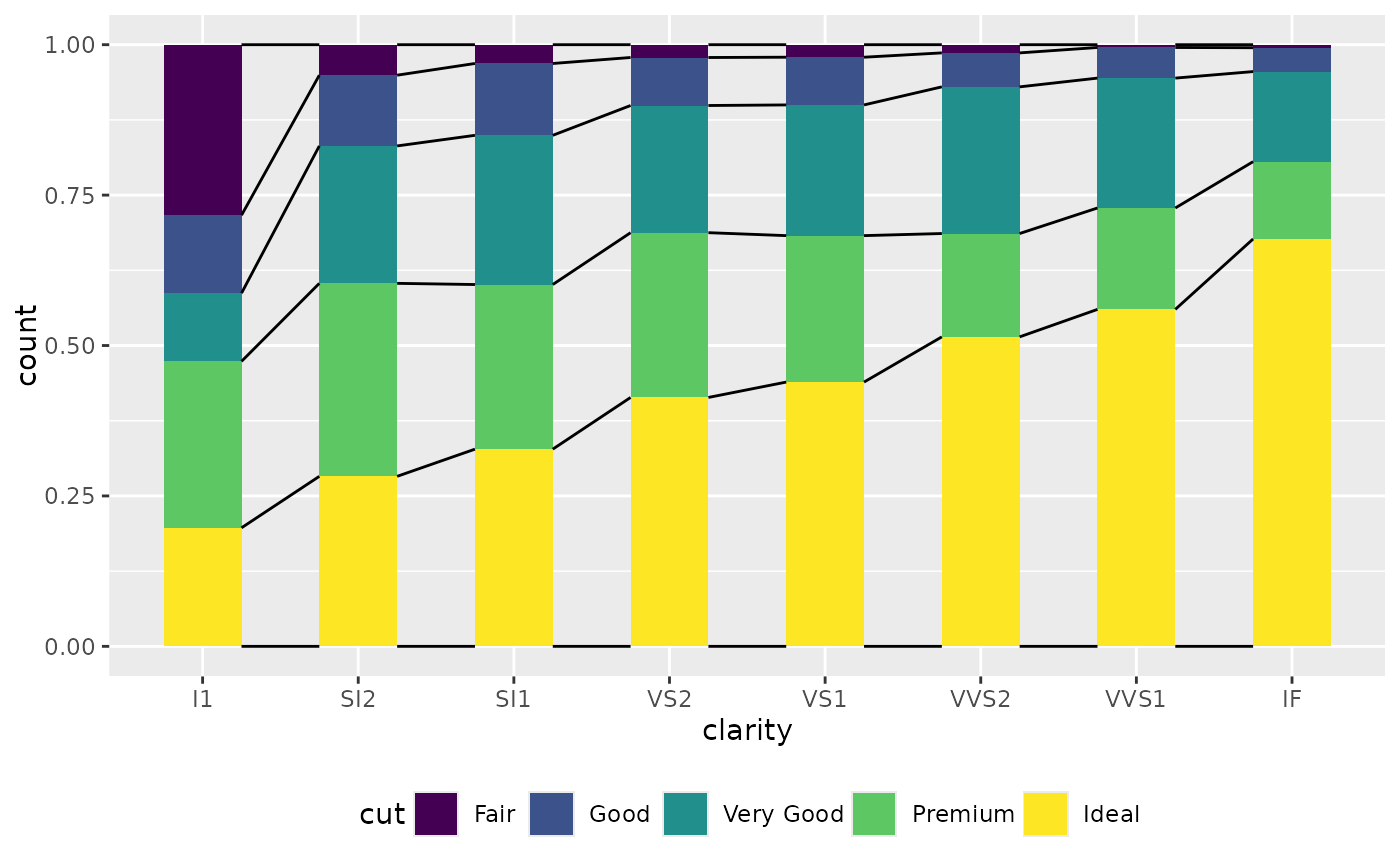 1.00
0.75
0.50
0.25
0.00
count
I1 SI2 SI1 VS2 VS1 VVS2 VVS1 IF
clarity
cut Fair Good Very Good Premium Ideal